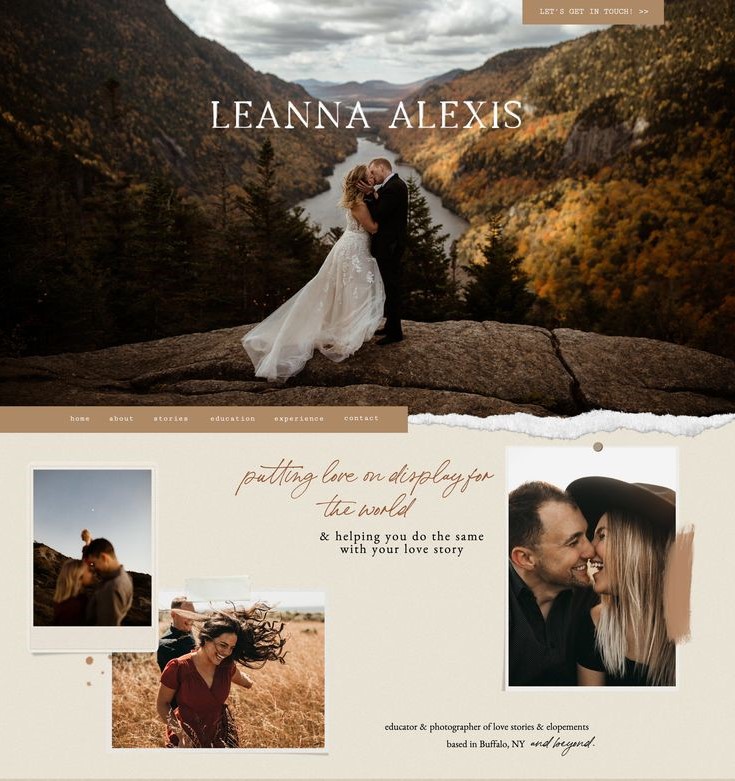 LET'S GET IN TOUCH! >>
LEANNA ALEXIS
home about stories education experience contact
putting love on display for
the world
& helping you do the same
with your love story
educator & photographer of love stories & elopements
based in Buffalo, NY and beyond.